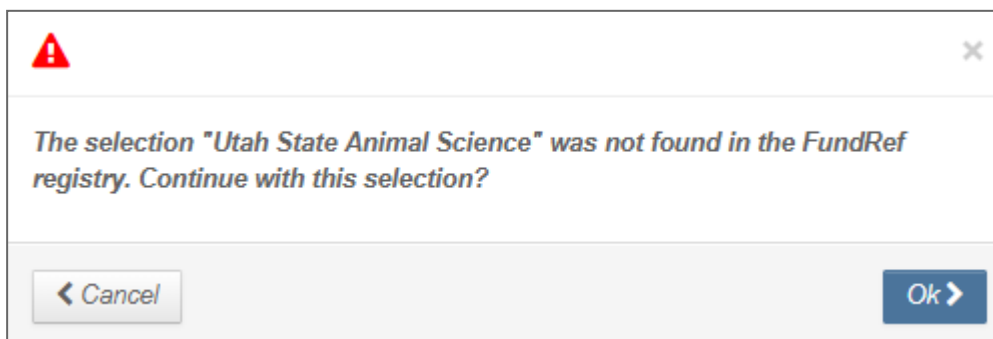 The selection "Utah State Animal Science" was not found in the FundRef
registry. Continue with this selection?
Cancel
Ok